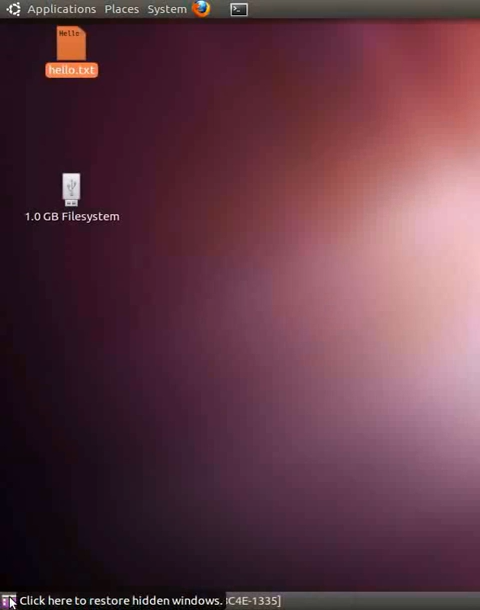 Applications Places System
Hello
hello.txt
1.0 GB Filesystem
Click here to restore hidden windows.
C4E-1335]